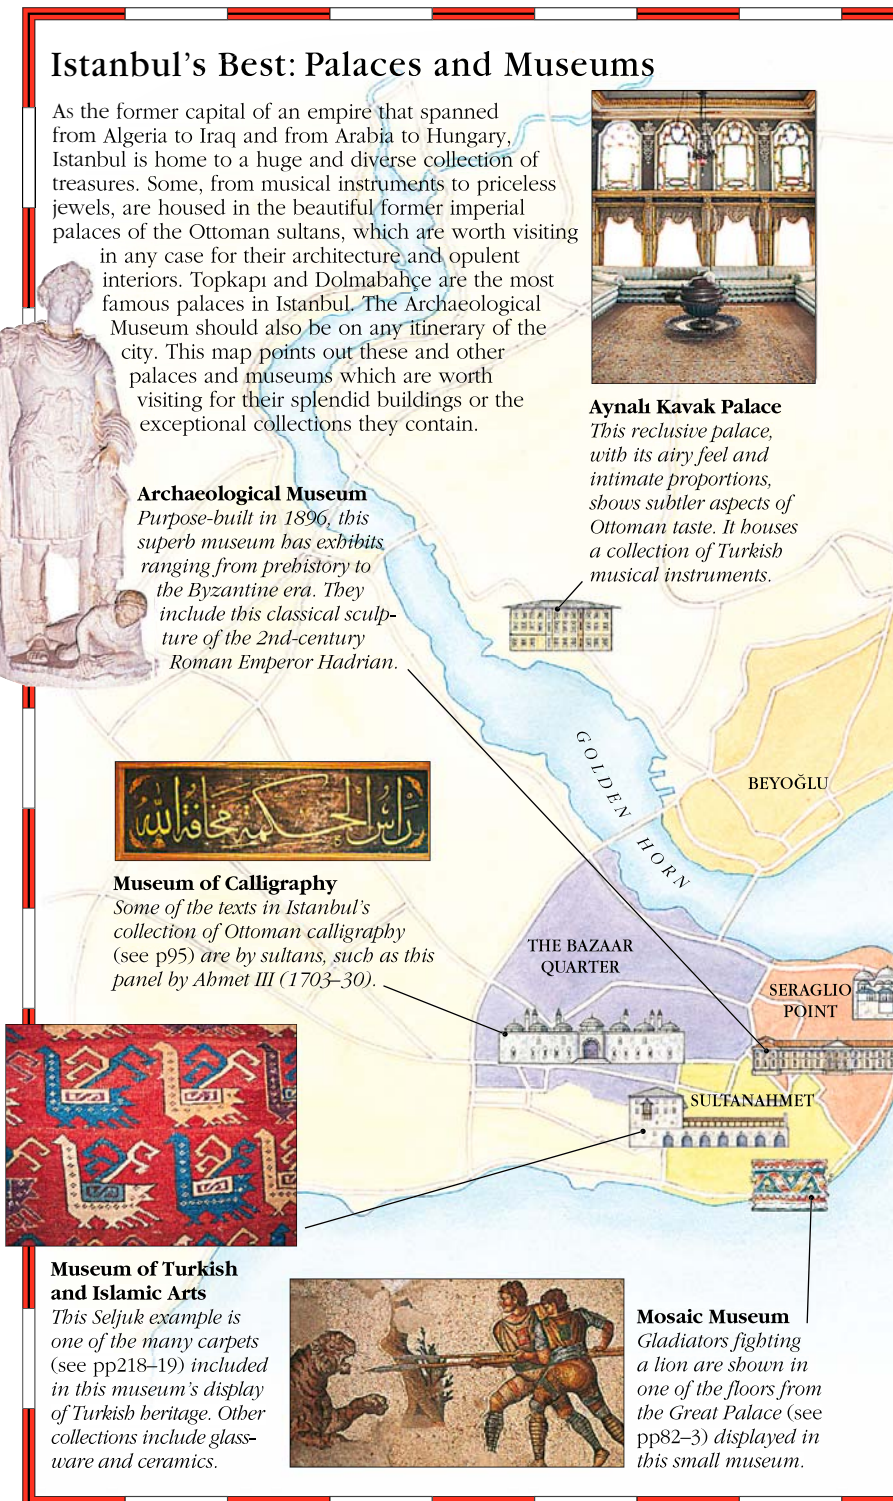 Istanbul's Best: Palaces and Museums
As the former capital of an empire that spanned
from Algeria to Iraq and from Arabia to Hungary,
Istanbul is home to a huge and diverse collection of
treasures. Some, from musical instruments to priceless
jewels, are housed in the beautiful former imperial
palaces of the Ottoman sultans, which are worth visiting
in any case for their architecture and opulent
interiors. Topkapı and Dolmabahçe are the most
famous palaces in Istanbul. The Archaeological
Museum should also be on any itinerary of the
city. This map points out these and other
palaces and museums which are worth
visiting for their splendid buildings or the
exceptional collections they contain.
Aynalı Kavak Palace
This reclusive palace,
with its airy feel and
intimate proportions,
shows subtler aspects of
Ottoman taste. It houses
a collection of Turkish
musical instruments.
Archaeological Museum
Purpose-built in 1896, this
superb museum has exhibits
ranging from prehistory to
the Byzantine era. They
include this classical sculp-
ture of the 2nd-century
Roman Emperor Hadrian.
GOLDEN HORN
BEYOĞLU
رأس الحكمة مخافة الله
Museum of Calligraphy
Some of the texts in Istanbul's
collection of Ottoman calligraphy
(see p95) are by sultans, such as this
panel by Ahmet III (1703–30).
THE BAZAAR
QUARTER
SERAGLIO
POINT
SULTANAHMET
Museum of Turkish
and Islamic Arts
This Seljuk example is
one of the many carpets
(see pp218–19) included
in this museum's display
of Turkish heritage. Other
collections include glass-
ware and ceramics.
Mosaic Museum
Gladiators fighting
a lion are shown in
one of the floors from
the Great Palace (see
pp82–3) displayed in
this small museum.